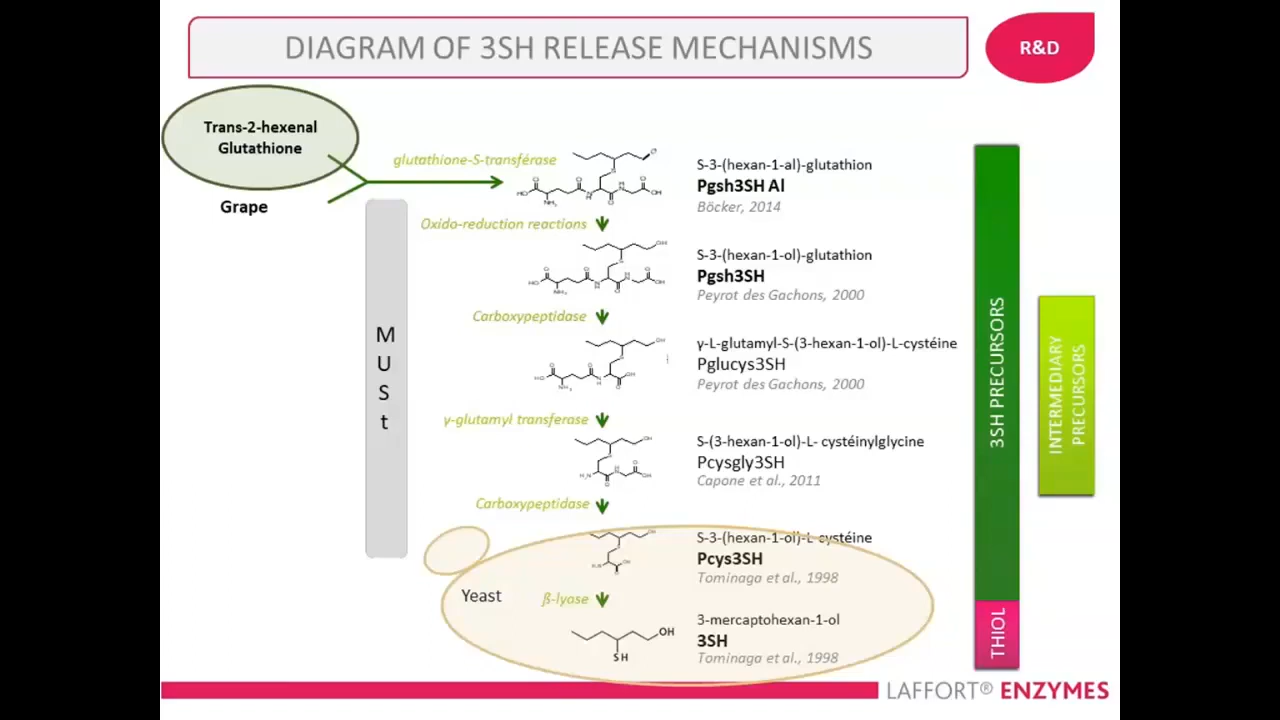 DIAGRAM OF 3SH RELEASE MECHANISMS
R&D
Trans-2-hexenal
Glutathione
Grape
glutathione-S-transférase
S-3-(hexan-1-al)-glutathion
Pgsh3SH Al
Böcker, 2014
Oxido-reduction reactions
S-3-(hexan-1-ol)-glutathion
Pgsh3SH
Peyrot des Gachons, 2000
Carboxypeptidase
γ-L-glutamyl-S-(3-hexan-1-ol)-L-cystéine
Pglucys3SH
Peyrot des Gachons, 2000
γ-glutamyl transferase
S-(3-hexan-1-ol)-L- cystéinylglycine
Pcysgly3SH
Capone et al., 2011
Carboxypeptidase
S-3-(hexan-1-ol)-L-cystéine
Pcys3SH
Tominaga et al., 1998
Yeast
ß-lyase
3-mercaptohexan-1-ol
3SH
Tominaga et al., 1998
OH
SH
M
U
S
t
3SH PRECURSORS
THIOL
INTERMEDIARY
PRECURSORS
LAFFORT® ENZYMES